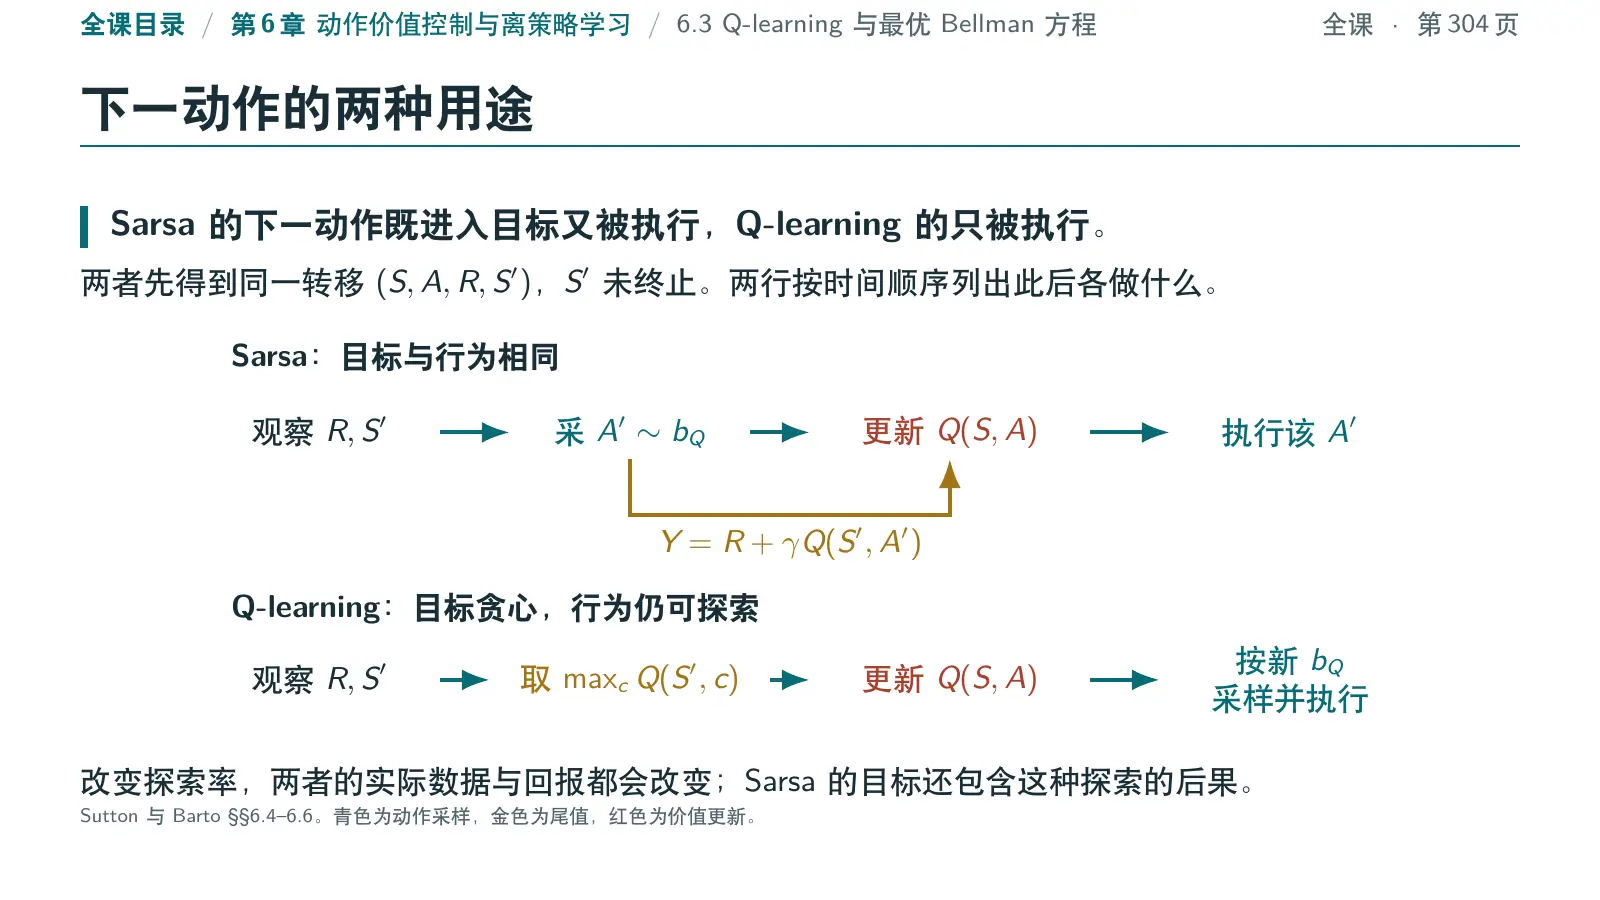 全课目录 / 第 6 章 动作价值控制与离策略学习 / 6.3 Q-learning 与最优 Bellman 方程 全课 · 第 304 页
下一动作的两种用途
Sarsa 的下一动作既进入目标又被执行，Q-learning 的只被执行。
两者先得到同一转移 (S, A, R, S′)，S′ 未终止。两行按时间顺序列出此后各做什么。
Sarsa：目标与行为相同
观察 R, S′ 采 A′ ∼ b_Q 更新 Q(S, A) 执行该 A′
Y = R + γQ(S′, A′)
Q-learning：目标贪心，行为仍可探索
观察 R, S′ 取 max_c Q(S′, c) 更新 Q(S, A) 按新 b_Q
采样并执行
改变探索率，两者的实际数据与回报都会改变；Sarsa 的目标还包含这种探索的后果。
Sutton 与 Barto §§6.4–6.6。青色为动作采样，金色为尾值，红色为价值更新。